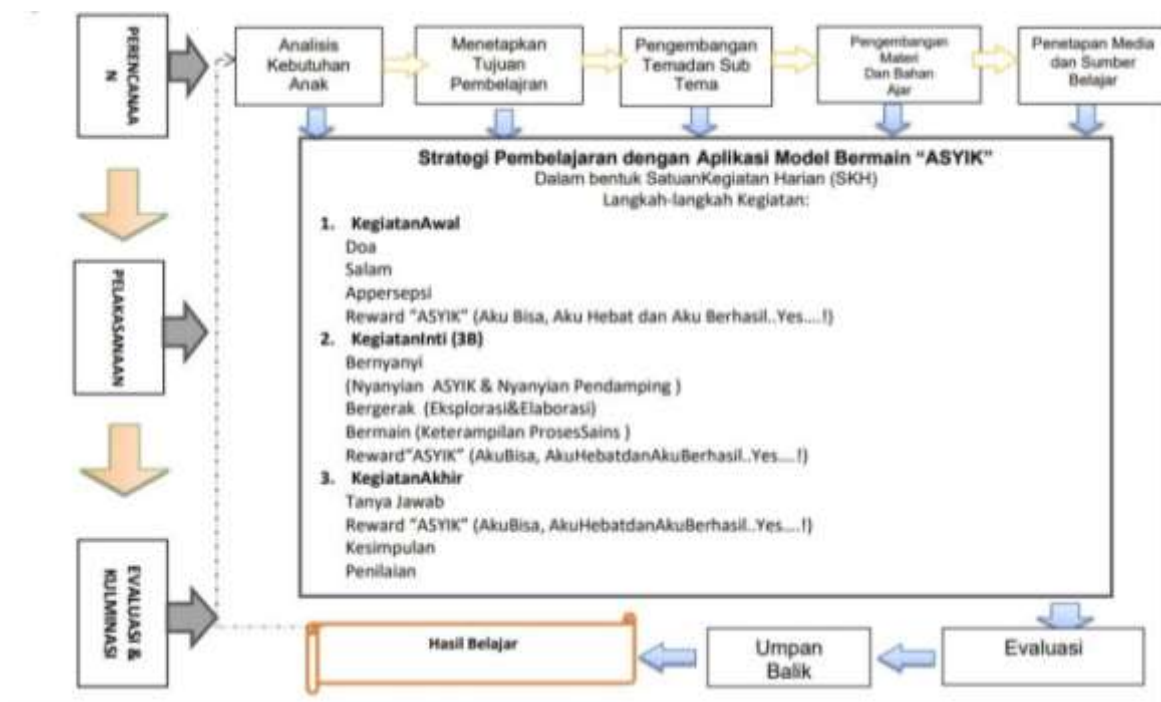 PERENCANAA
N
Analisis
Kebutuhan
Anak
Menetapkan
Tujuan
Pembelajran
Pengembangan
Temadan Sub
Tema
Pengembangan
Materi
Dan Bahan
Ajar
Penetapan Media
dan Sumber
Belajar
Strategi Pembelajaran dengan Aplikasi Model Bermain “ASYIK”
Dalam bentuk SatuanKegiatan Harian (SKH)
Langkah-langkah Kegiatan:
1. KegiatanAwal
Doa
Salam
Appersepsi
Reward “ASYIK” (Aku Bisa, Aku Hebat dan Aku Berhasil..Yes....!)
2. KegiatanInti (3B)
Bernyanyi
(Nyanyian ASYIK & Nyanyian Pendamping )
Bergerak (Eksplorasi&Elaborasi)
Bermain (Keterampilan ProsesSains )
Reward“ASYIK” (AkuBisa, AkuHebatdanAkuBerhasil..Yes....!)
3. KegiatanAkhir
Tanya Jawab
Reward “ASYIK” (AkuBisa, AkuHebatdanAkuBerhasil..Yes....!)
Kesimpulan
Penilaian
PELAKASANAAN
EVALUASI &
KULMINASI
Hasil Belajar
Umpan
Balik
Evaluasi